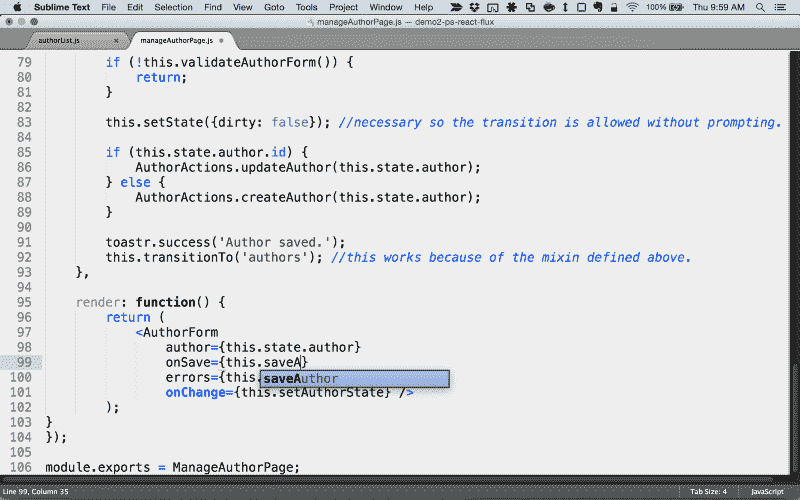 Sublime Text File Edit Selection Find Goto Tools Project Window Help 100% Thu 9:59 AM
manageAuthorPage.js — demo2-ps-react-flux
authorList.js × manageAuthorPage.js
79 if (!this.validateAuthorForm()) {
80 return;
81 }
82
83 this.setState({dirty: false}); //necessary so the transition is allowed without prompting.
84
85 if (this.state.author.id) {
86 AuthorActions.updateAuthor(this.state.author);
87 } else {
88 AuthorActions.createAuthor(this.state.author);
89 }
90
91 toastr.success('Author saved.');
92 this.transitionTo('authors'); //this works because of the mixin defined above.
93 },
94
95 render: function() {
96 return (
97 <AuthorForm
98 author={this.state.author}
99 onSave={this.saveA}
100 errors={this.
saveAuthor
101 onChange={this.setAuthorState} />
102 );
103 }
104 });
105
106 module.exports = ManageAuthorPage;
Line 99, Column 35 Tab Size: 4 JavaScript